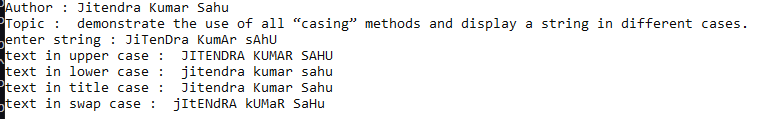 Author : Jitendra Kumar Sahu
Topic :  demonstrate the use of all “casing” methods and display a string in different cases.
enter string : JiTenDra KumAr sAhU
text in upper case :  JITENDRA KUMAR SAHU
text in lower case :  jitendra kumar sahu
text in title case :  Jitendra Kumar Sahu
text in swap case :  jItENdRA kUMaR SaHu